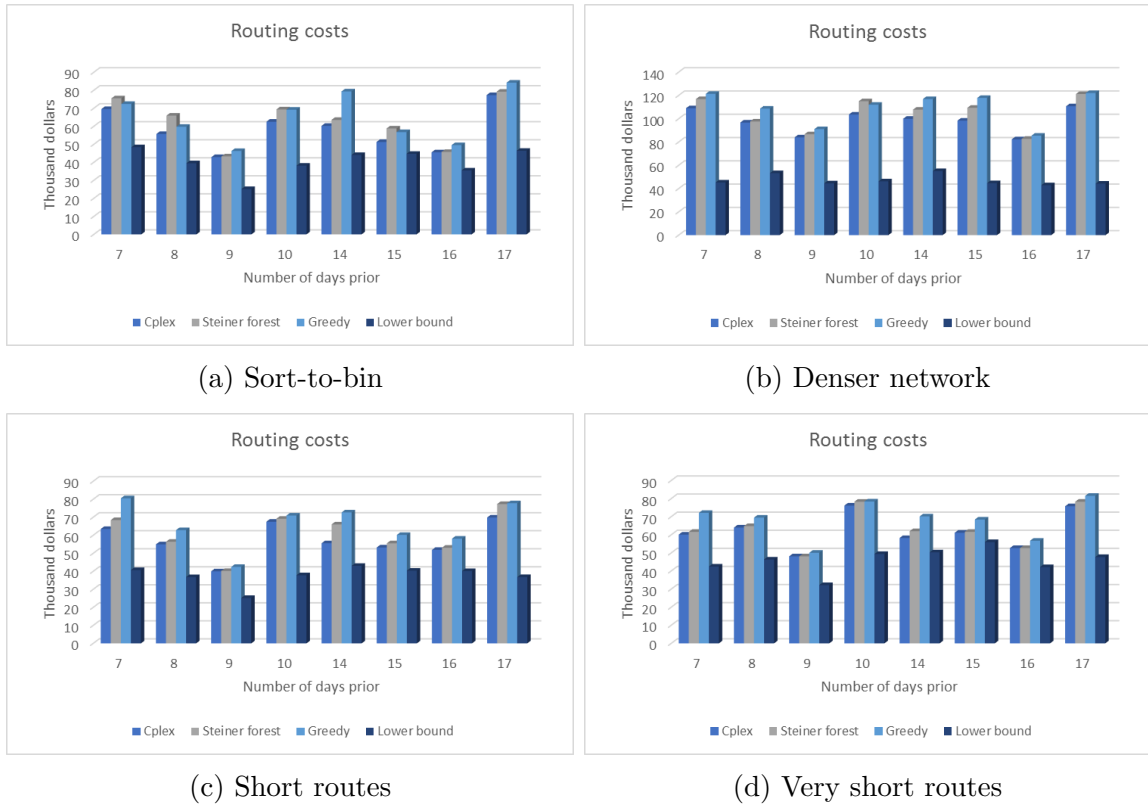 Routing costs
90
80
70
60
50
40
30
20
10
0
Thousand dollars
7 8 9 10 14 15 16 17
Number of days prior
Cplex Steiner forest Greedy Lower bound
(a) Sort-to-bin
Routing costs
140
120
100
80
60
40
20
0
Thousand dollars
7 8 9 10 14 15 16 17
Number of days prior
Cplex Steiner forest Greedy Lower bound
(b) Denser network
Routing costs
90
80
70
60
50
40
30
20
10
0
Thousand dollars
7 8 9 10 14 15 16 17
Number of days prior
Cplex Steiner forest Greedy Lower bound
(c) Short routes
Routing costs
90
80
70
60
50
40
30
20
10
0
Thousand dollars
7 8 9 10 14 15 16 17
Number of days prior
Cplex Steiner forest Greedy Lower bound
(d) Very short routes